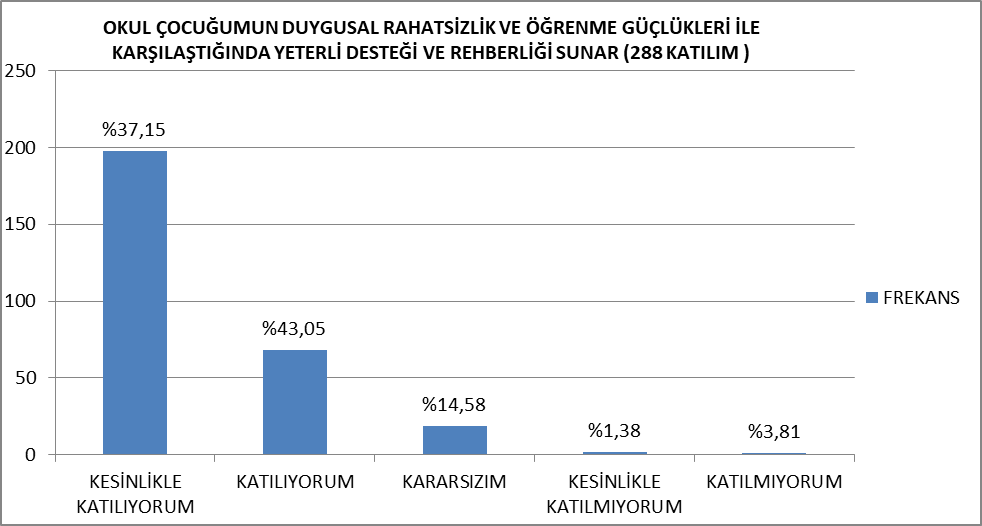 OKUL ÇOCUĞUMUN DUYGUSAL RAHATSİZLİK VE ÖĞRENME GÜÇLÜKLERİ İLE
KARŞILAŞTIĞINDA YETERLİ DESTEĞİ VE REHBERLİĞİ SUNAR (288 KATILIM )
250
200
150
100
50
0
%37,15
%43,05
%14,58
%1,38
%3,81
KESİNLİKLE
KATILIYORUM
KATILIYORUM
KARARSIZIM
KESİNLİKLE
KATILMIYORUM
KATILMIYORUM
FREKANS